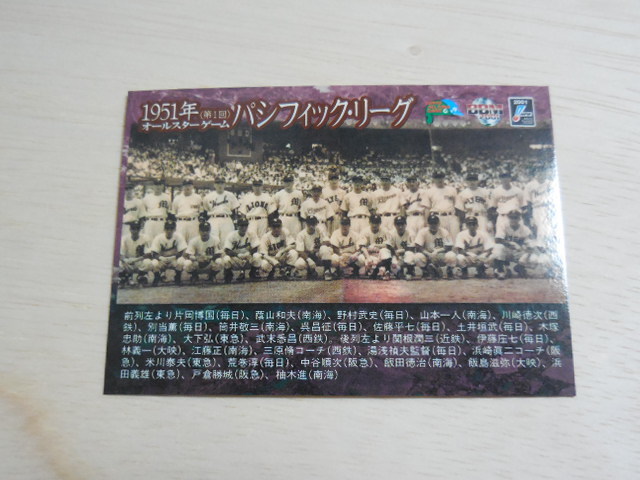 1951年(第1回)パシフィック・リーグ
オールスターゲーム
BBM
2001
前列左より片岡博国(毎日)、蔭山和夫(南海)、野村武史(毎日)、山本一人(南海)、川崎徳次(西
鉄)、別当薫(毎日)、筒井敬三(南海)、呉昌征(毎日)、佐藤平七(毎日)、土井垣武(毎日)、木塚
忠助(南海)、大下弘(東急)、武末悉昌(西鉄)。後列左より関根潤三(近鉄)、伊藤庄七(毎日)、
林義一(大映)、江藤正(南海)、三原脩コーチ(西鉄)、湯浅禎夫監督(毎日)、浜崎真二コーチ(阪
急)、米川泰夫(東急)、荒巻淳(毎日)、中谷順次(阪急)、飯田徳治(南海)、飯島滋弥(大映)、浜
田義雄(東急)、戸倉勝城(阪急)、柚木進(南海)